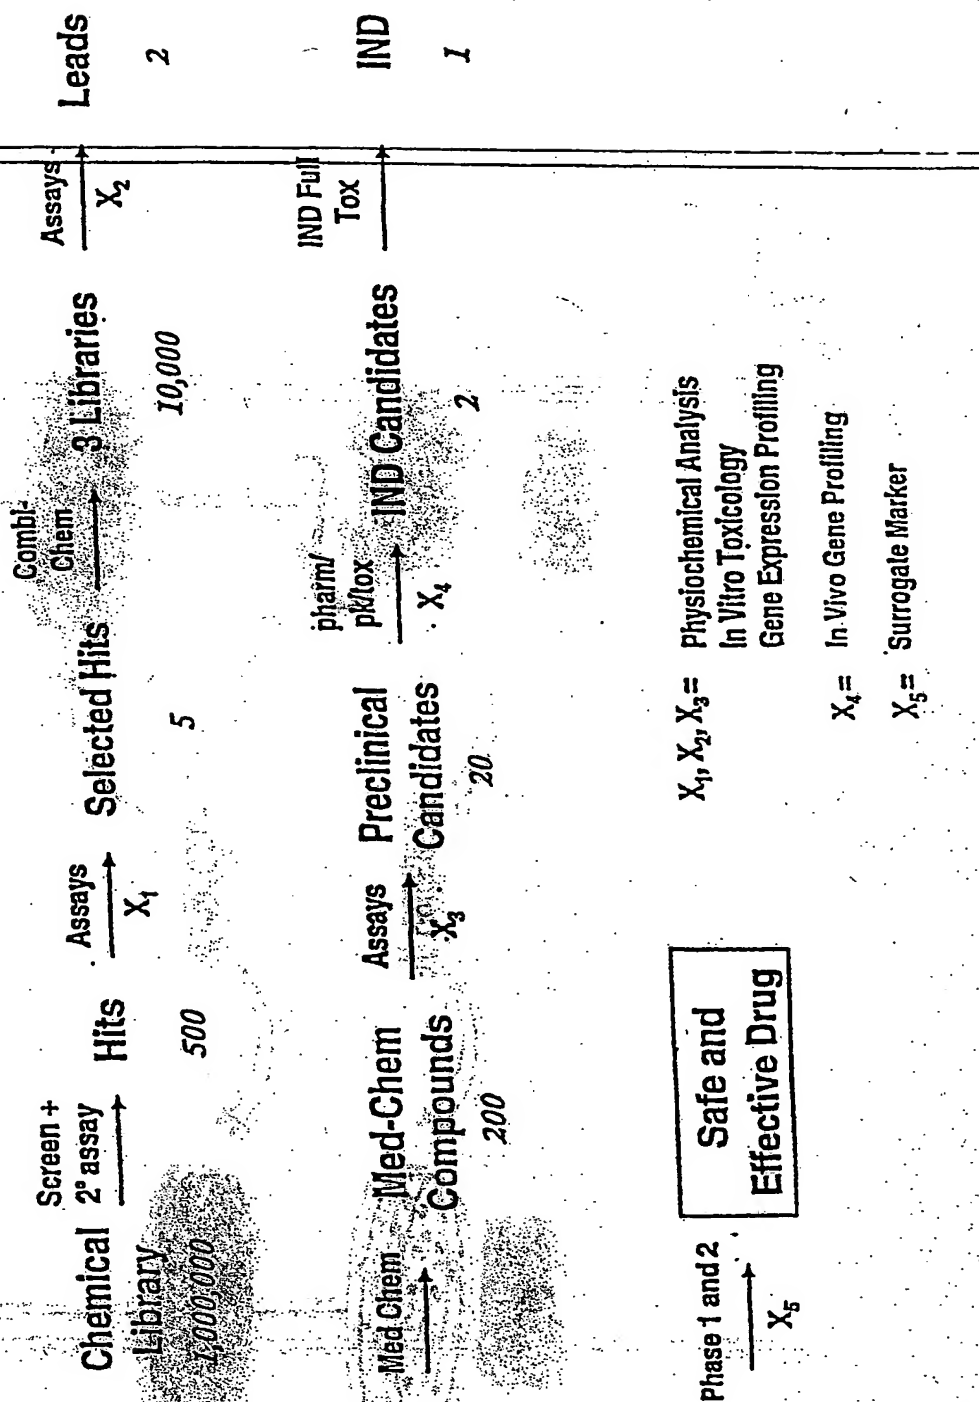 Chemical
Library
1,000,000
Screen +
2° assay
Hits
500
Assays
X₁
Selected Hits
5
Combi-
Chem
3 Libraries
10,000
Assays
X₂
Leads
2
Med Chem
Med-Chem
Compounds
200
Assays
X₃
Preclinical
Candidates
20
pharm/
pk/tox
X₄
IND Candidates
2
IND Full
Tox
IND
1
Phase 1 and 2
X₅
Safe and
Effective Drug
X₁, X₂, X₃= Physiochemical Analysis
In Vitro Toxicology
Gene Expression Profiling
X₄= In Vivo Gene Profiling
X₅= Surrogate Marker